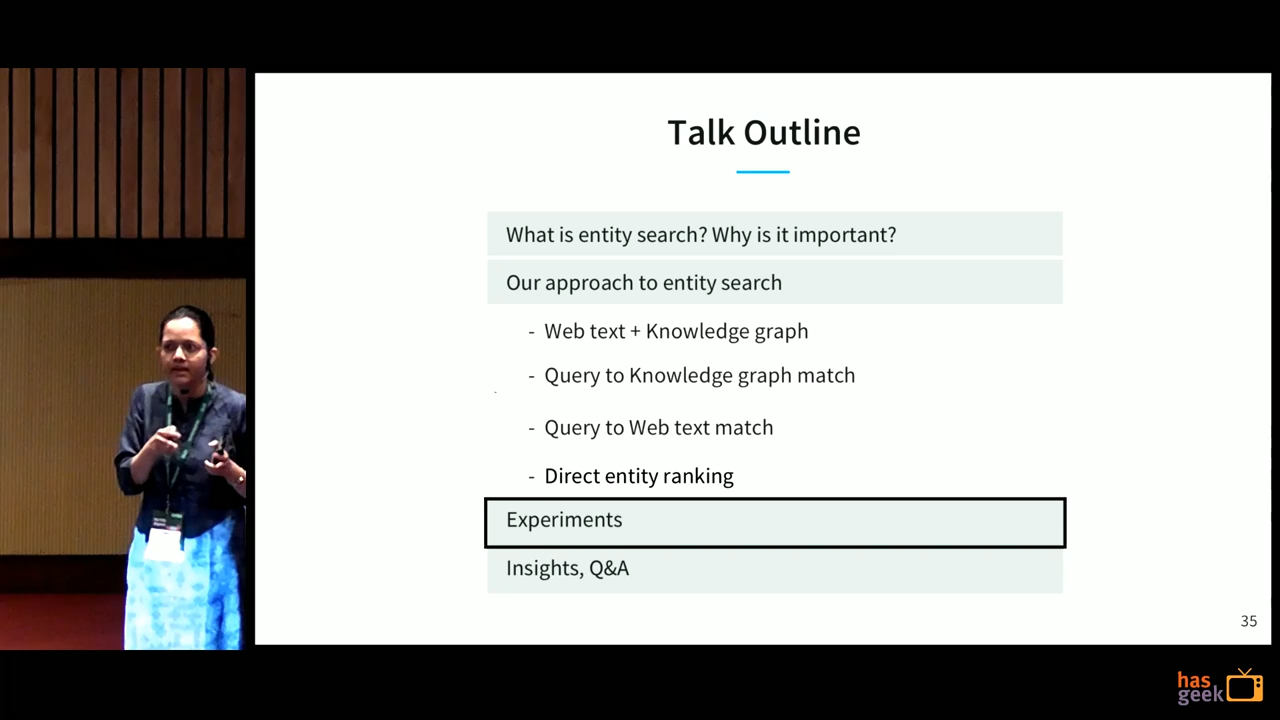 Talk Outline
What is entity search? Why is it important?
Our approach to entity search
- Web text + Knowledge graph
- Query to Knowledge graph match
- Query to Web text match
- Direct entity ranking
Experiments
Insights, Q&A
35
has
geek